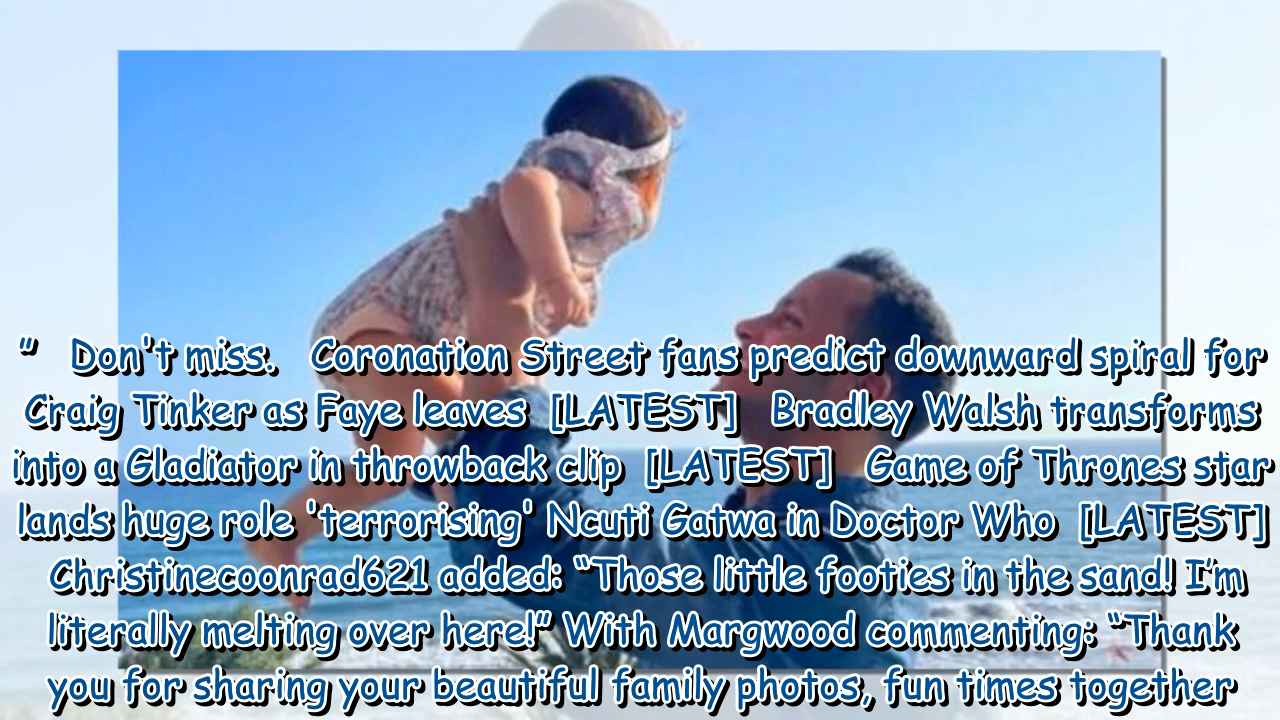 ”   Don't miss.   Coronation Street fans predict downward spiral for
Craig Tinker as Faye leaves  [LATEST]   Bradley Walsh transforms
into a Gladiator in throwback clip  [LATEST]   Game of Thrones star
lands huge role 'terrorising' Ncuti Gatwa in Doctor Who  [LATEST]
Christinecoonrad621 added: “Those little footies in the sand! I’m
literally melting over here!” With Margwood commenting: “Thank
you for sharing your beautiful family photos, fun times together